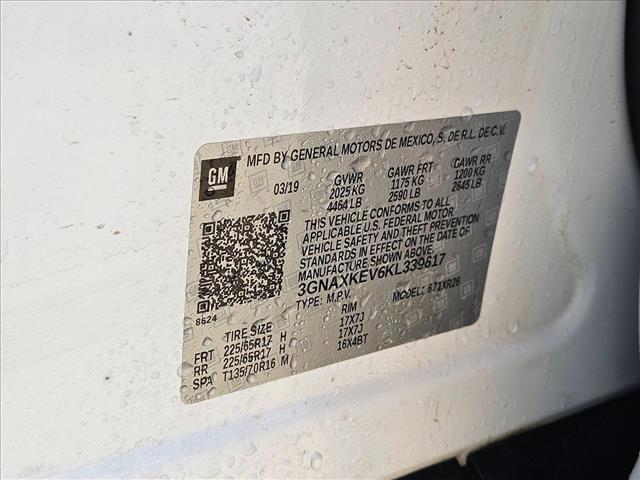 GM
MFD BY GENERAL MOTORS DE MEXICO, S. DE R.L. DE C.V.
03/19 GVWR GAWR FRT GAWR RR
2025 KG 1175 KG 1200 KG
4464 LB 2590 LB 2645 LB
THIS VEHICLE CONFORMS TO ALL
APPLICABLE U.S. FEDERAL MOTOR
VEHICLE SAFETY AND THEFT PREVENTION
STANDARDS IN EFFECT ON THE DATE OF
MANUFACTURE SHOWN ABOVE.
3GNAXKEV6KL339617
TYPE: M.P.V. MODEL: 671XR26
8624
TIRE SIZE RIM
FRT 225/65R17 H 17X7J
RR 225/65R17 H 17X7J
SPA T135/70R16 M 16X4BT